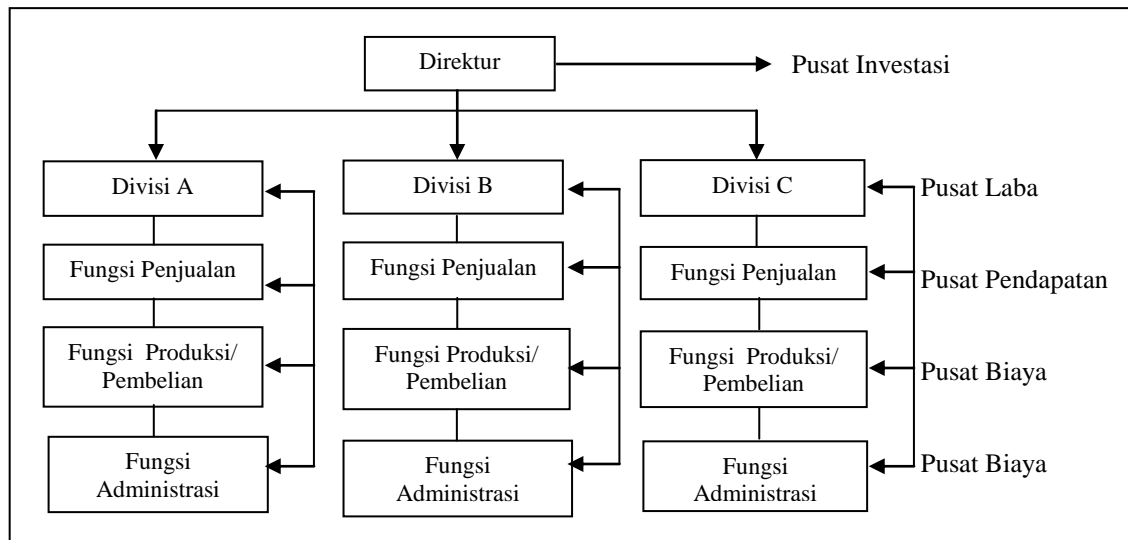 Direktur
Pusat Investasi
Divisi A
Divisi B
Divisi C
Pusat Laba
Fungsi Penjualan
Fungsi Penjualan
Fungsi Penjualan
Pusat Pendapatan
Fungsi Produksi/
Pembelian
Fungsi Produksi/
Pembelian
Fungsi Produksi/
Pembelian
Pusat Biaya
Fungsi
Administrasi
Fungsi
Administrasi
Fungsi
Administrasi
Pusat Biaya